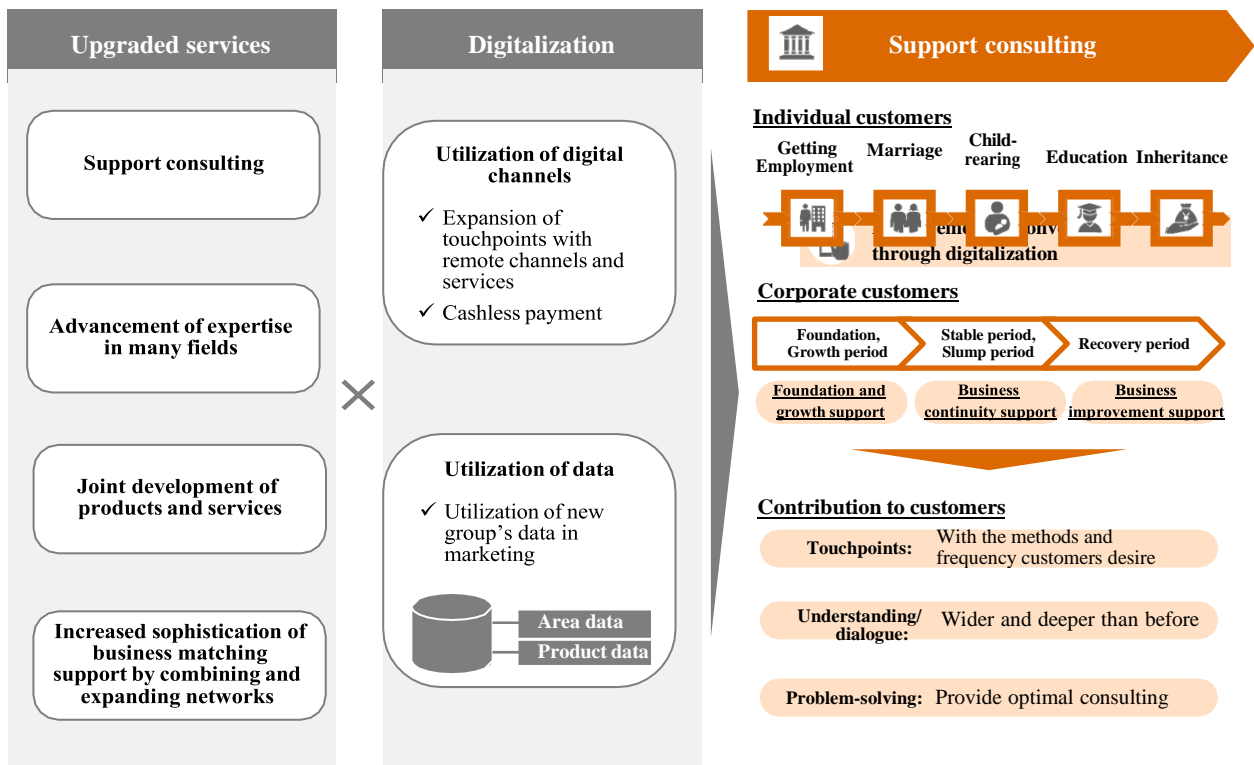 Upgraded services
Support consulting
Advancement of expertise
in many fields
Joint development of
products and services
Increased sophistication of
business matching
support by combining and
expanding networks
Digitalization
Utilization of digital
channels
✓ Expansion of
touchpoints with
remote channels and
services
✓ Cashless payment
Utilization of data
✓ Utilization of new
group's data in
marketing
Area data
Product data
Support consulting
Individual customers
Getting
Employment
Marriage
Child-
rearing
Education
Inheritance
through digitalization
Corporate customers
Foundation,
Growth period
Stable period,
Slump period
Recovery period
Foundation and
growth support
Business
continuity support
Business
improvement support
Contribution to customers
Touchpoints:
With the methods and
frequency customers desire
Understanding/
dialogue:
Wider and deeper than before
Problem-solving:
Provide optimal consulting